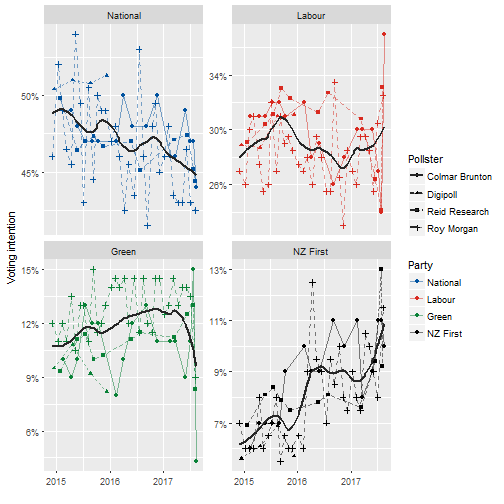 National
Labour
50%
45%
34%
30%
26%
Green
NZ First
15%
12%
9%
6%
13%
11%
9%
7%
2015
2016
2017
2015
2016
2017
Voting intention
Pollster
Colmar Brunton
Digipoll
Reid Research
Roy Morgan
Party
National
Labour
Green
NZ First